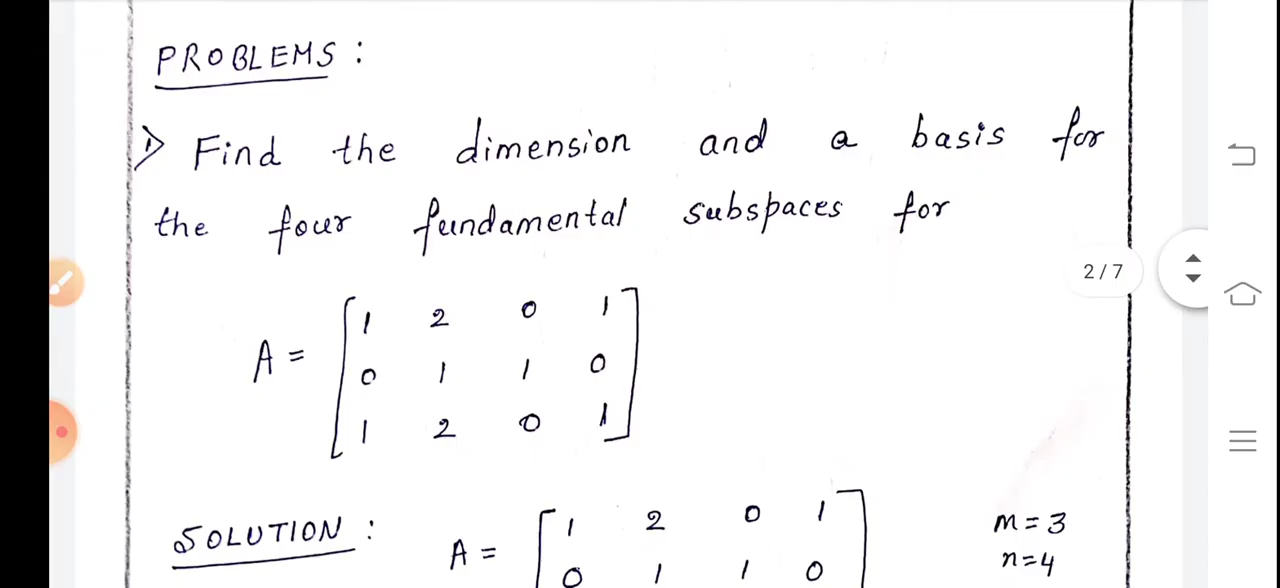 PROBLEMS :
1> Find the dimension and a basis for
the four fundamental subspaces for
2/7
A = [ 1 2 0 1
0 1 1 0
1 2 0 1 ]
SOLUTION : A = [ 1 2 0 1 m = 3
0 1 1 0 n=4